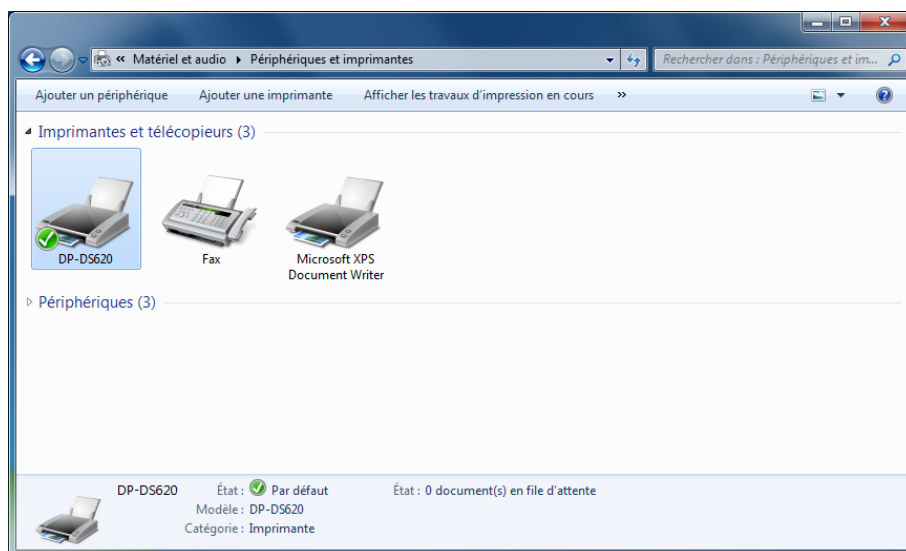 « Matériel et audio ▸ Périphériques et imprimantes
Rechercher dans : Périphériques et im...
Ajouter un périphérique Ajouter une imprimante Afficher les travaux d'impression en cours »
Imprimantes et télécopieurs (3)
DP-DS620 Fax Microsoft XPS
Document Writer
Périphériques (3)
DP-DS620 État : Par défaut État : 0 document(s) en file d'attente
Modèle : DP-DS620
Catégorie : Imprimante